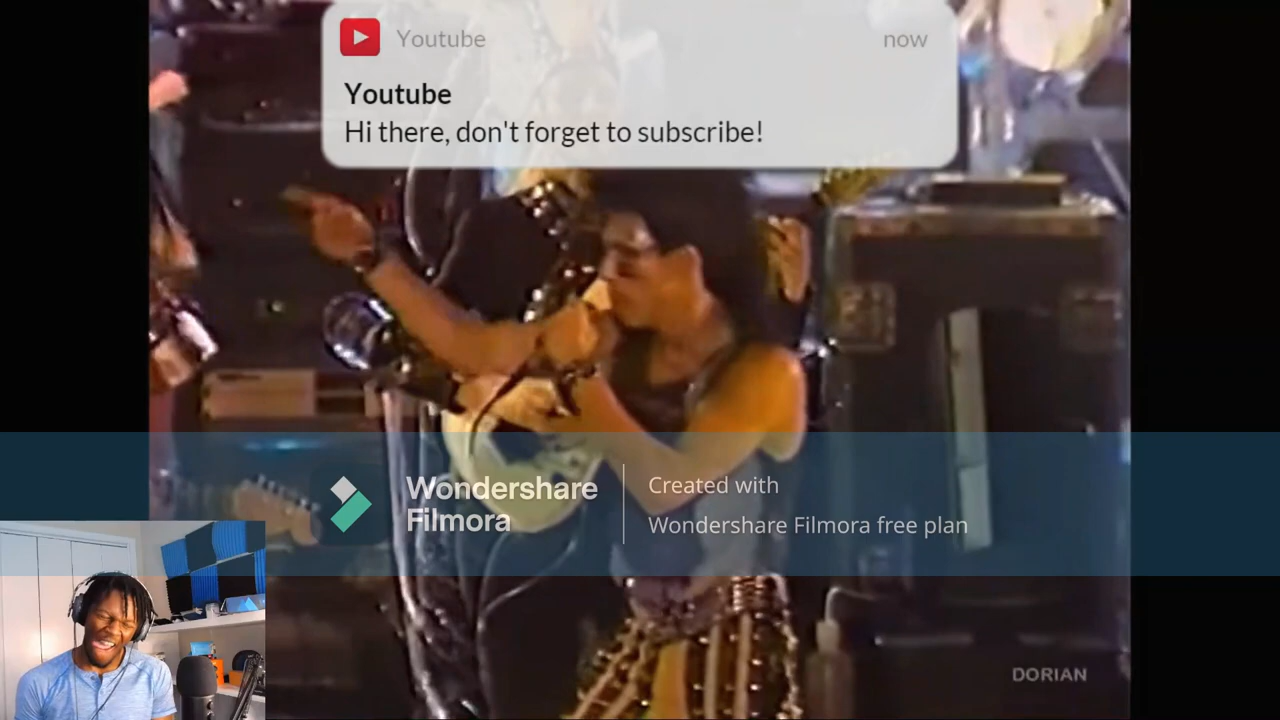 Youtube
now
Youtube
Hi there, don't forget to subscribe!
Wondershare
Filmora
Created with
Wondershare Filmora free plan
DORIAN